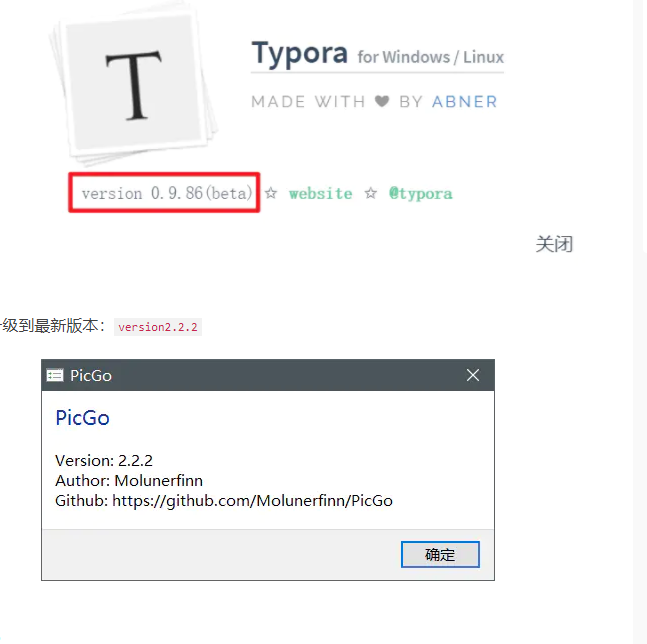 T
Typora for Windows / Linux
MADE WITH ❤ BY ABNER
version 0.9.86(beta) ☆ website ☆ @typora
关闭
级到最新版本：version2.2.2
PicGo
PicGo
Version: 2.2.2
Author: Molunerfinn
Github: https://github.com/Molunerfinn/PicGo
确定